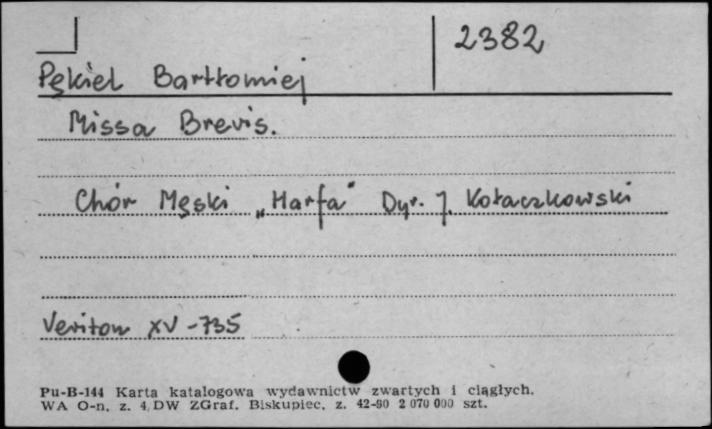 2382
Pękiel Bartłomiej
Missa Brevis.
Chór Męski „Harfa" Dyr. J. Kołaczkowski
Veriton XV-735
Pu-B-144 Karta katalogowa wydawnictw zwartych i ciągłych.
WA O-n. z. 4. DW ZGraf. Biskupiec, z. 42-80 2 070 000 szt.